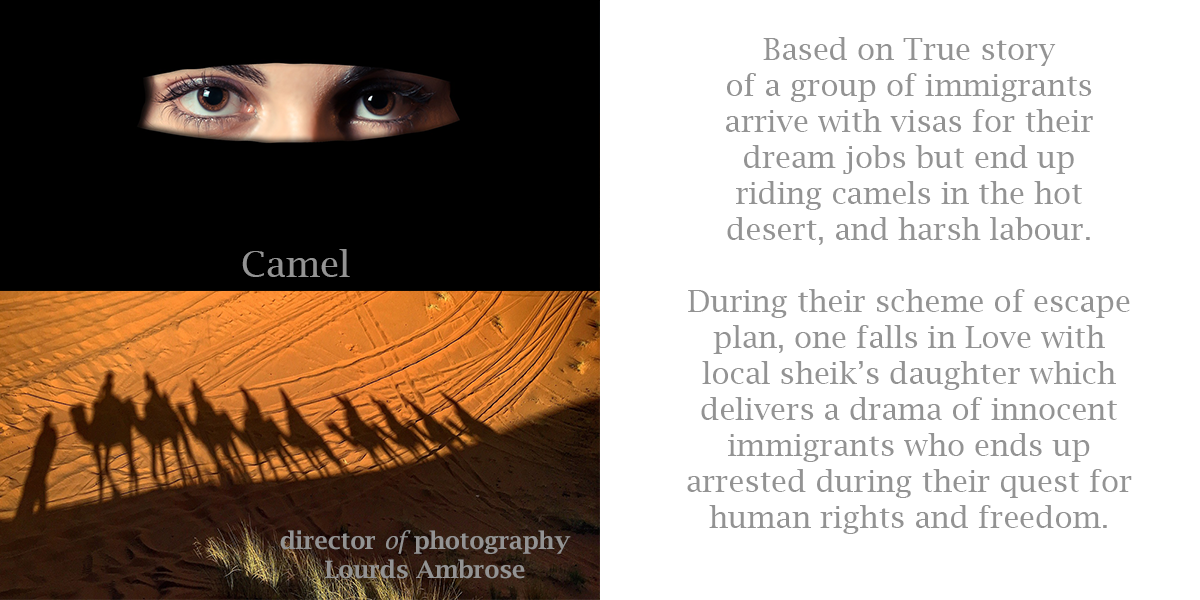 Camel
director of photography
Lourds Ambrose
Based on True story
of a group of immigrants
arrive with visas for their
dream jobs but end up
riding camels in the hot
desert, and harsh labour.
During their scheme of escape
plan, one falls in Love with
local sheik’s daughter which
delivers a drama of innocent
immigrants who ends up
arrested during their quest for
human rights and freedom.